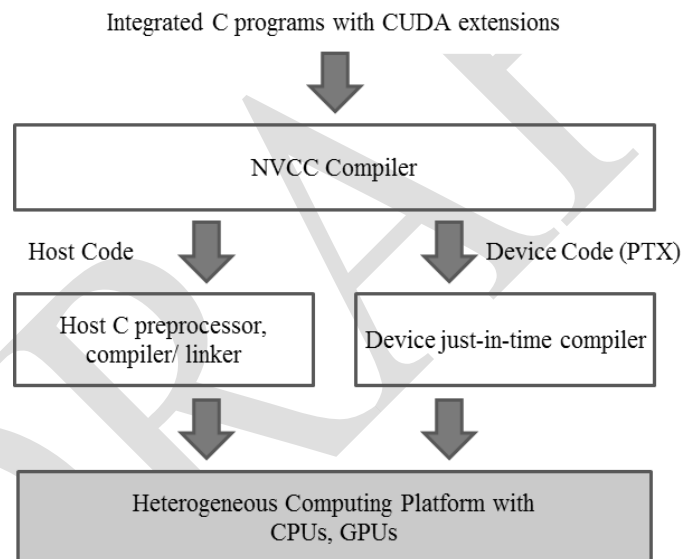 Integrated C programs with CUDA extensions
NVCC Compiler
Host Code
Device Code (PTX)
Host C preprocessor,
compiler/ linker
Device just-in-time compiler
Heterogeneous Computing Platform with
CPUs, GPUs